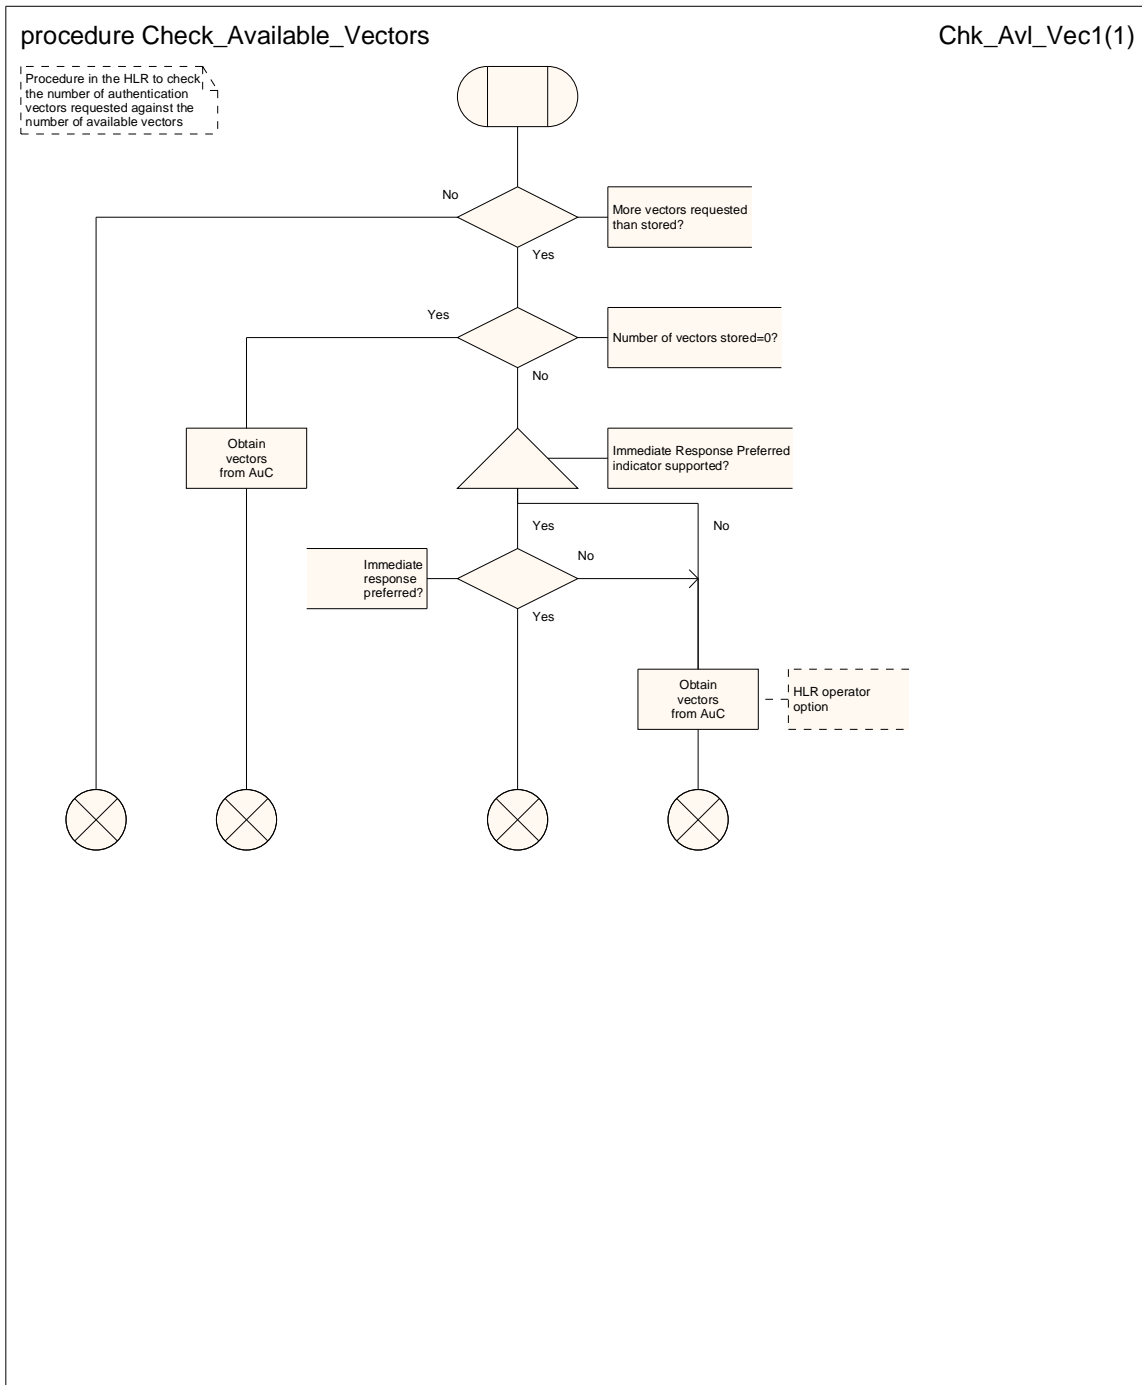 procedure Check_Available_Vectors
Chk_Avl_Vec1(1)
Procedure in the HLR to check
the number of authentication
vectors requested against the
number of available vectors
No
More vectors requested
than stored?
Yes
Yes
Number of vectors stored=0?
No
Obtain
vectors
from AuC
Immediate Response Preferred
indicator supported?
Yes
No
Immediate
response
preferred?
No
Yes
Obtain
vectors
from AuC
HLR operator
option